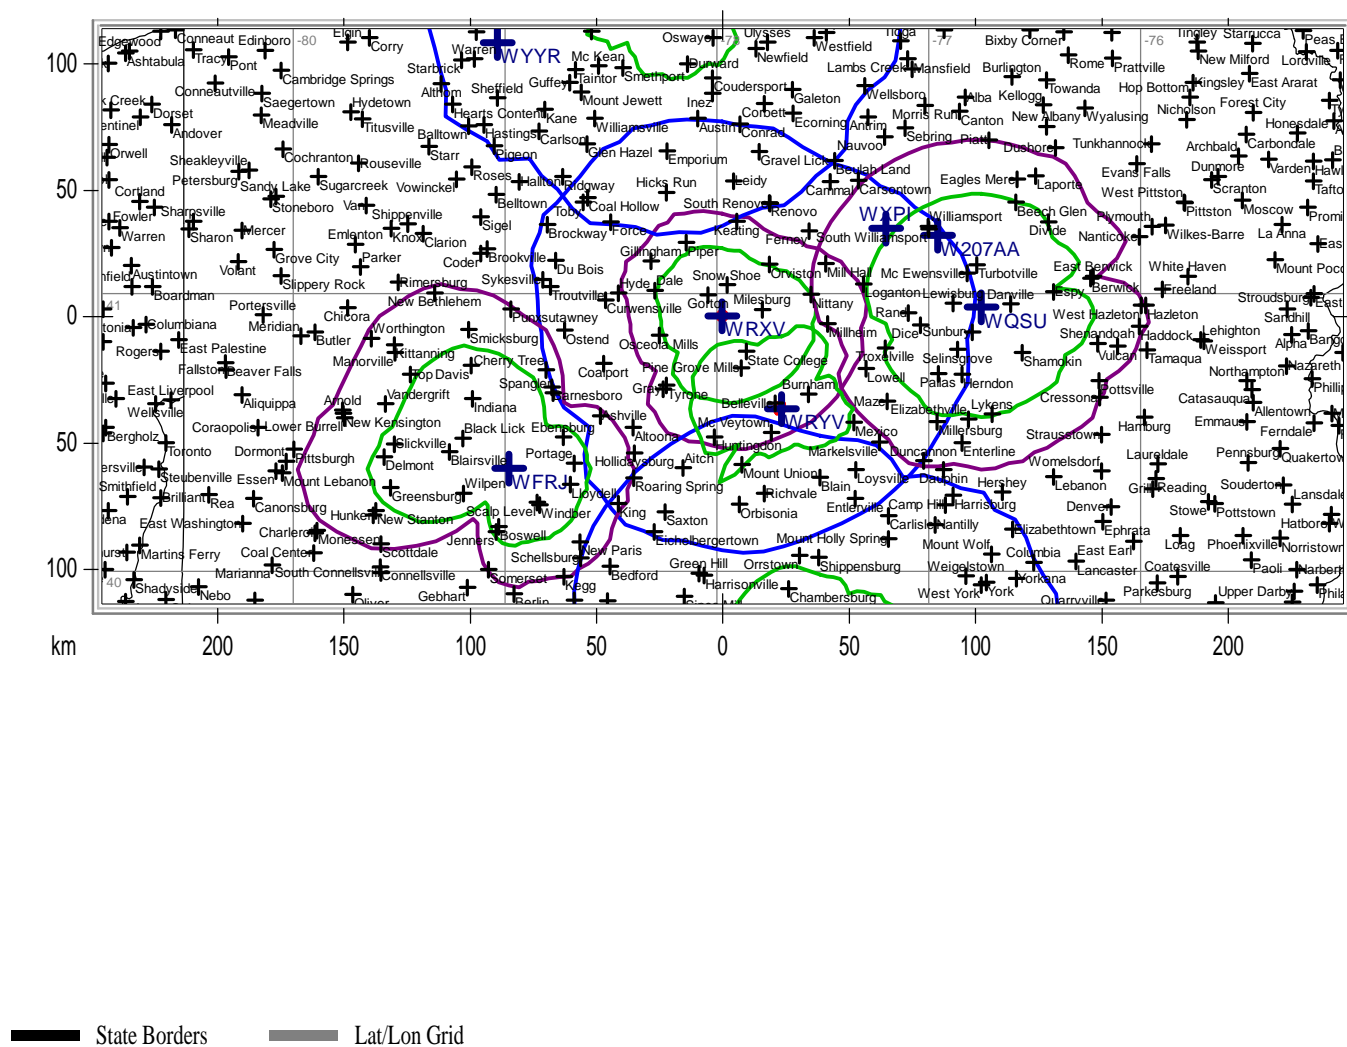 Edgewood Conneaut Edinboro -80 Elgin Corry Oswayo -78 Ulysses Tioga -77 Bixby Corner -76 Tingley Starrucca
100 Ashtabula Tracy Pont Warren WYYR Mc Kean Newfield Westfield Rome Prattville New Milford Lordville
Starbrick Tainter Smethport Durward Lambs Creek Mansfield Burlington
Conneautville Cambridge Springs Sheffield Guffey Coudersport Wellsboro Kellogg Towanda Hop Bottom Kingsley East Ararat
Saegertown Hydetown Mount Jewett Inez Galeton Alba Nicholson Forest City
Dorset Meadville Titusville Hearts Content Kane Williamsville Austin Corbett Ecorning Morris Run Canton New Albany Wyalusing Honesdale
Andover Balltown Hastings Carlson Conrad Antrim Sebring
Orwell Cochranton Starr Pigeon Glen Hazel Emporium Gravel Lick Nauvoo Dushore Tunkhannock Archbald Carbondale
Sheakleyville Rouseville Roses Beulah Land Evans Falls Dunmore Varden
50 Cortland Petersburg Sandy Lake Sugarcreek Vowinckel Hallton Ridgway Hicks Run Leidy Cammal Carsontown Eagles Mere Laporte West Pittston Scranton
Fowler Sharpsville Stoneboro Van Shippenville Belltown Toby Coal Hollow South Renovo Renovo WXPI Williamsport Beech Glen Pittston Moscow
Warren Sharon Mercer Knox Sigel Brockway Force Keating Ferney South Williamsport Divide Plymouth Wilkes-Barre La Anna
Emlenton Clarion Gillingham Piper W207AA Nanticoke
Austintown Volant Grove City Parker Coder Brookville Du Bois Hyde Dale Snow Shoe Orviston Mill Hall Mc Ewensville Turbotville East Berwick White Haven Mount Poco
Boardman Slippery Rock Rimersburg Sykesville Troutville Loganton Lewisburg Danville Espy Berwick Freeland Stroudsburg
-41 Portersville New Bethlehem Punxsutawney Curwensville Gorton Milesburg Nittany Rand West Hazleton Hazleton Sandhill
0 Columbiana Meridian Chicora Worthington Smicksburg Ostend Osceola Mills WRXV Millheim Dice Sunbury WQSU Shenandoah Haddock Lehighton
Rogers East Palestine Butler Kittanning Cherry Tree State College Troxelville Selinsgrove Shamokin Vulcan Tamaqua Weissport Alpha
Fallston Beaver Falls Manorville Top Davis Coalport Pine Grove Mills Lowell Northampton Nazareth
East Liverpool Spangler Barnesboro Gray Tyrone Burnham Pallas Herndon Cressona Pottsville Catasauqua
Wellsville Aliquippa Arnold Vandergrift Indiana Ashville Belleville WRYV Maze Elizabethville Lykens Allentown
Bergholz Coraopolis Lower Burrell New Kensington Black Lick Ebensburg Altoona McVeytown Mexico Millersburg Strausstown Hamburg Emmaus Ferndale
50 Toronto Dormont Pittsburgh Slickville Portage Hollidaysburg Huntingdon Markelsville Duncannon Enterline Laureldale Quakertown
Steubenville Essen Mount Lebanon Delmont Blairsville WFRJ Aitch Mount Union Loysville Dauphin Womelsdorf Pennsburg
Smithfield Brilliant Rea Canonsburg Greensburg Wilpen Lloydell Roaring Spring Blain Hershey Lebanon Grill Reading Souderton Lansdale
East Washington Hunker New Stanton Scalp Level Windber King Saxton Richvale Orbisonia Enterville Camp Hill Harrisburg Denver Stowe Pottstown Hatboro
Charleroi Monessen Jenners Boswell Eichelbergertown Carlisle Nantilly Elizabethtown Ephrata
Martins Ferry Coal Center Scottdale Schellsburg New Paris Mount Holly Spring Mount Wolf Columbia East Earl Loag Phoenixville Norristown
100 Marianna South Connellsville Connellsville Somerset Bedford Green Hill Orrstown Shippensburg Weigelstown Yorkana Lancaster Coatesville Paoli Narberth
-40 Shadyside Nebo Gebhart Berlin Kegg Harrisonville Chambersburg West York York Quarryville Parkesburg Upper Darby
km 200 150 100 50 0 50 100 150 200
State Borders Lat/Lon Grid